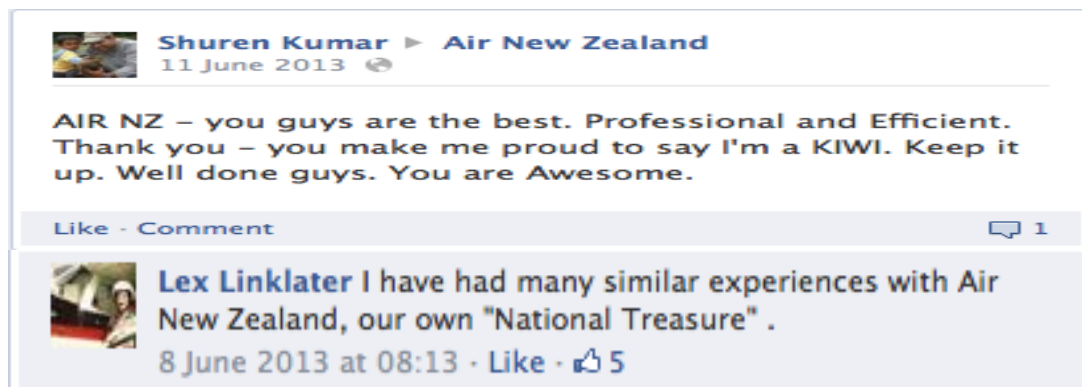 Shuren Kumar ▶ Air New Zealand
11 June 2013
AIR NZ – you guys are the best. Professional and Efficient.
Thank you – you make me proud to say I'm a KIWI. Keep it
up. Well done guys. You are Awesome.
Like · Comment 1
Lex Linklater I have had many similar experiences with Air
New Zealand, our own "National Treasure" .
8 June 2013 at 08:13 · Like · 5